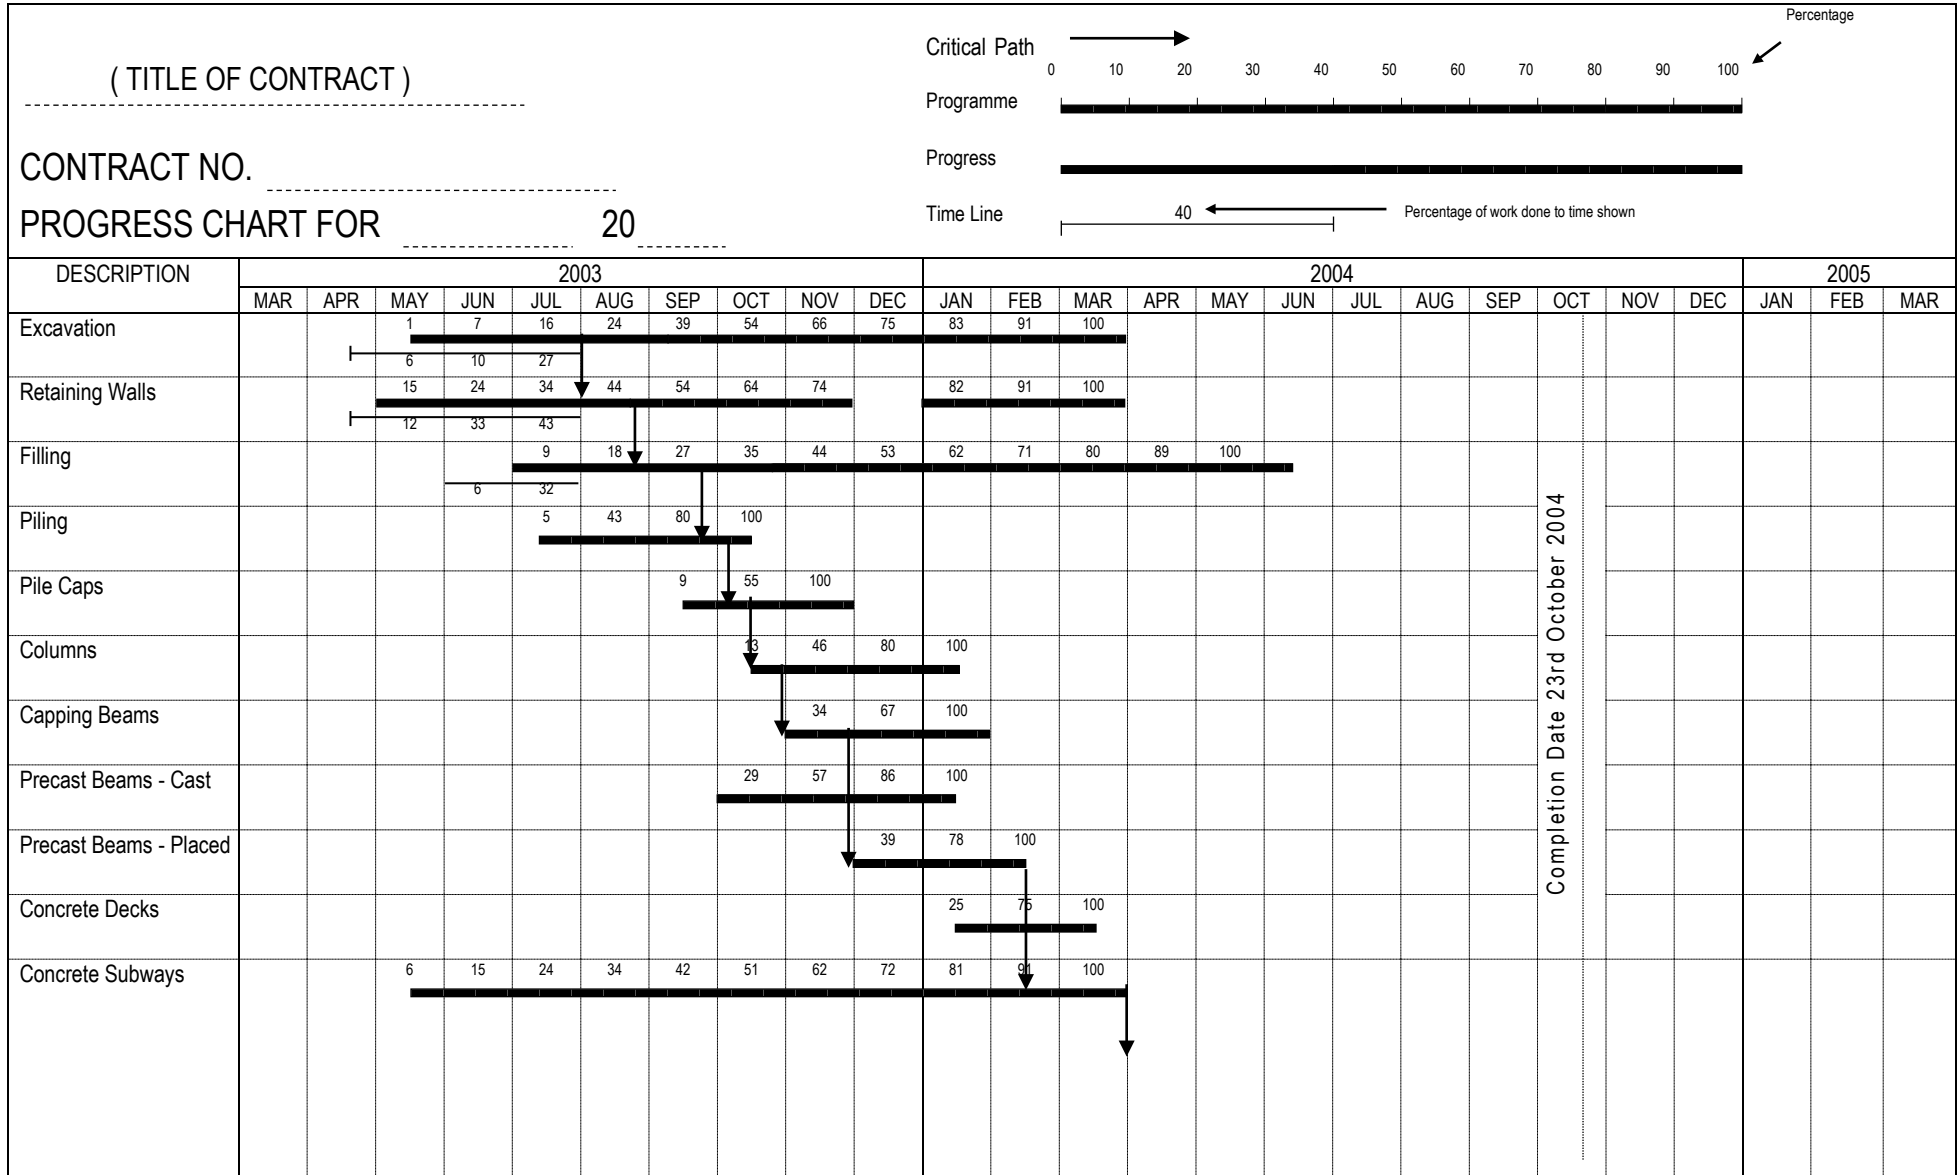 Percentage
Critical Path
( TITLE OF CONTRACT )
0 10 20 30 40 50 60 70 80 90 100
Programme
CONTRACT NO.
Progress
PROGRESS CHART FOR 20
Time Line 40 Percentage of work done to time shown
DESCRIPTION 2003 2004 2005
MAR APR MAY JUN JUL AUG SEP OCT NOV DEC JAN FEB MAR APR MAY JUN JUL AUG SEP OCT NOV DEC JAN FEB MAR
Excavation 1 7 16 24 39 54 66 75 83 91 100
6 10 27
Retaining Walls 15 24 34 44 54 64 74 82 91 100
12 33 43
Filling 9 18 27 35 44 53 62 71 80 89 100
6 32
Piling 5 43 80 100
Pile Caps 9 55 100
Columns 13 46 80 100
Capping Beams 34 67 100
Precast Beams - Cast 29 57 86 100
Precast Beams - Placed 39 78 100
Concrete Decks 25 75 100
Concrete Subways 6 15 24 34 42 51 62 72 81 91 100
Completion Date 23rd October 2004